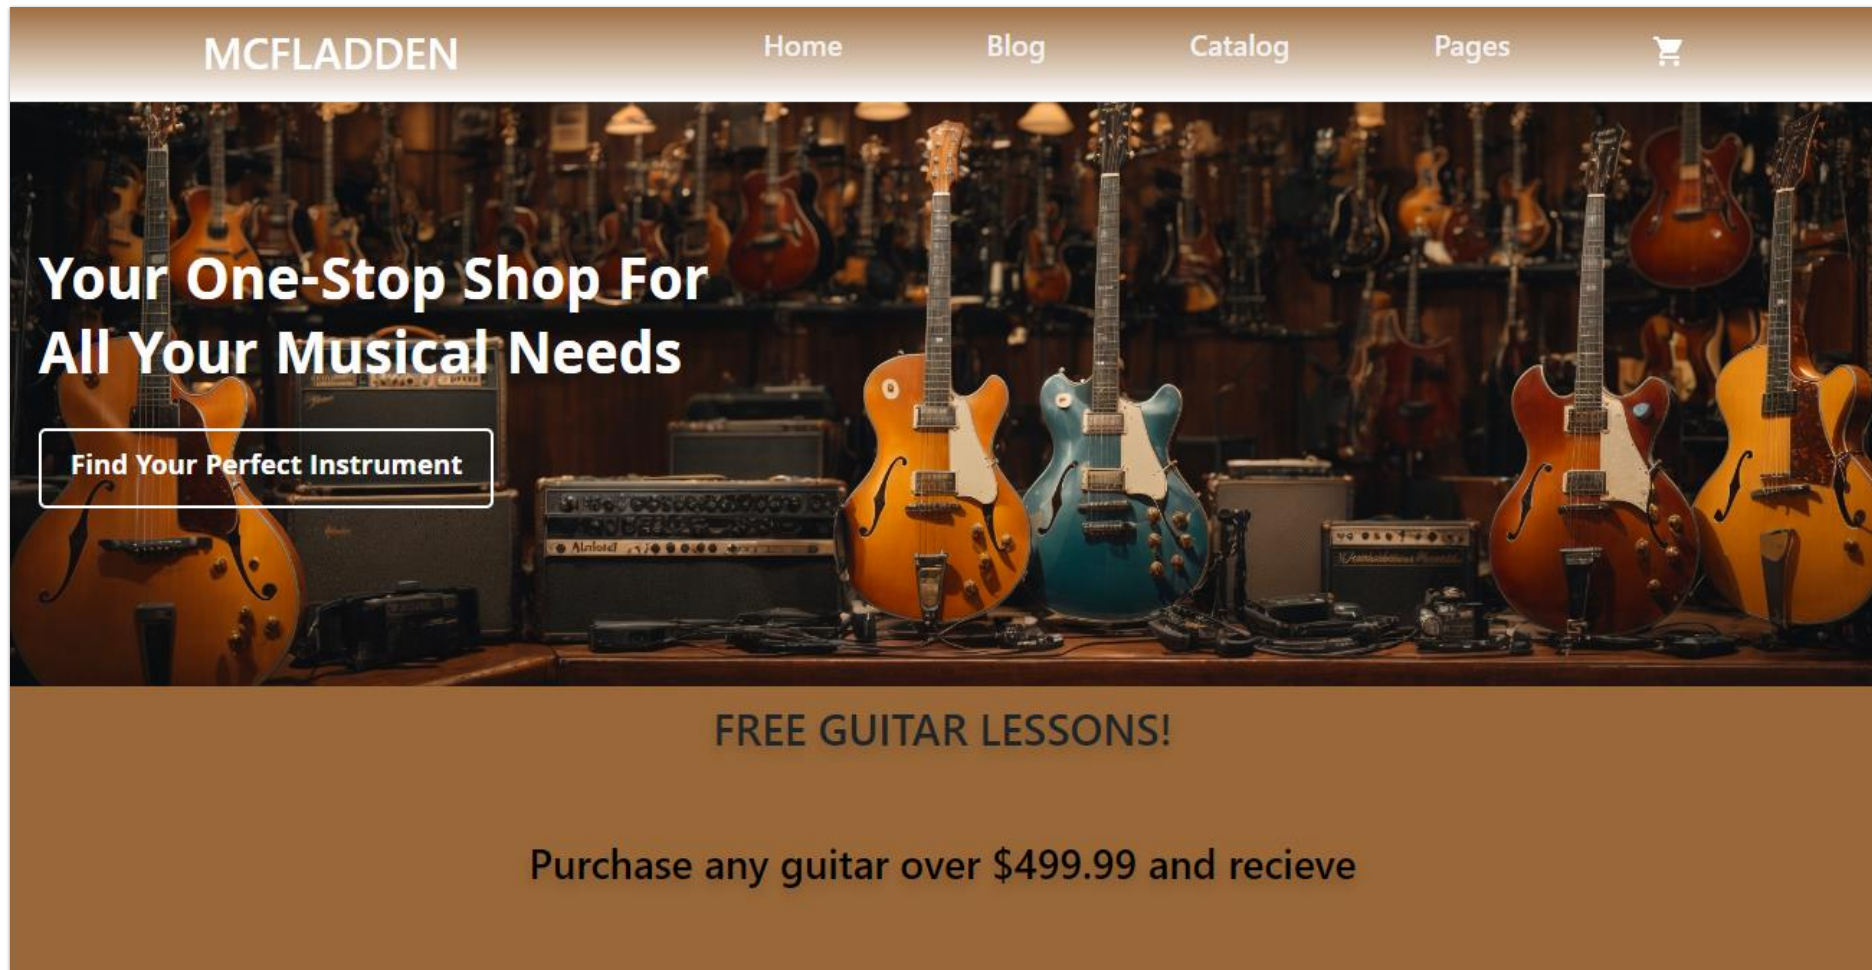 MCFLADDEN
Home Blog Catalog Pages
Your One-Stop Shop For
All Your Musical Needs
Find Your Perfect Instrument
FREE GUITAR LESSONS!
Purchase any guitar over $499.99 and recieve